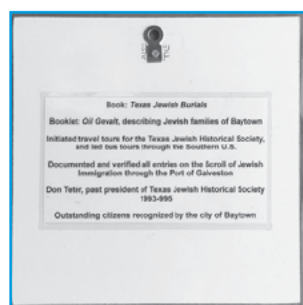 Book: Texas Jewish Burials
Booklet: Oil Gevalt, describing Jewish families of Baytown
Initiated travel tours for the Texas Jewish Historical Society,
and led bus tours through the Southern U.S.
Documented and verified all entries on the Scroll of Jewish
Immigration through the Port of Galveston
Don Teter, past president of Texas Jewish Historical Society
1993-995
Outstanding citizens recognized by the city of Baytown